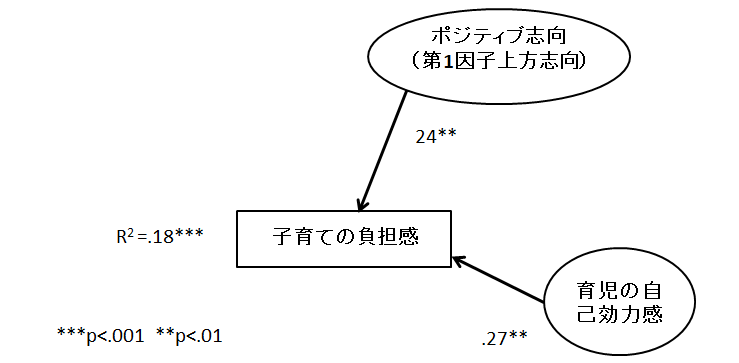 ポジティブ志向
（第1因子上方志向）
24**
R²=.18***
子育ての負担感
育児の自
己効力感
.27**
***p<.001 **p<.01